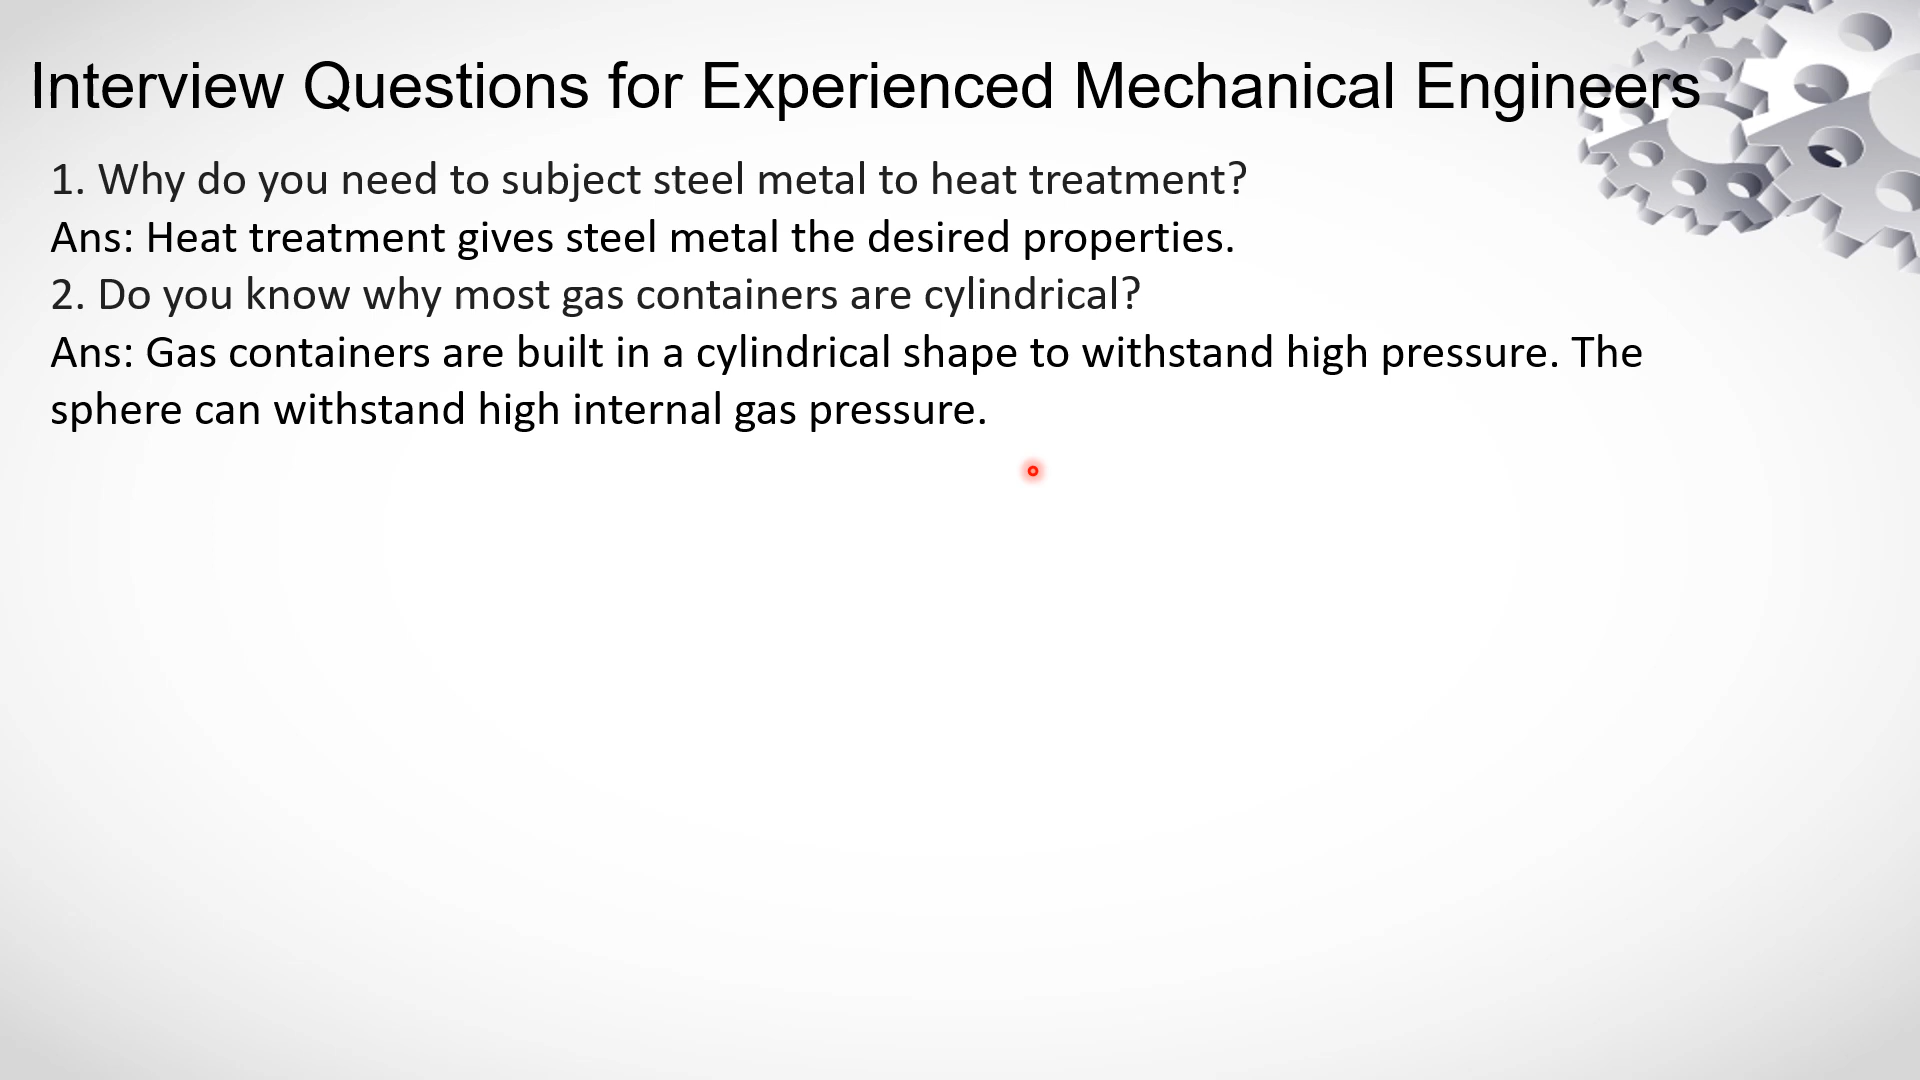 Interview Questions for Experienced Mechanical Engineers
1. Why do you need to subject steel metal to heat treatment?
Ans: Heat treatment gives steel metal the desired properties.
2. Do you know why most gas containers are cylindrical?
Ans: Gas containers are built in a cylindrical shape to withstand high pressure. The
sphere can withstand high internal gas pressure.